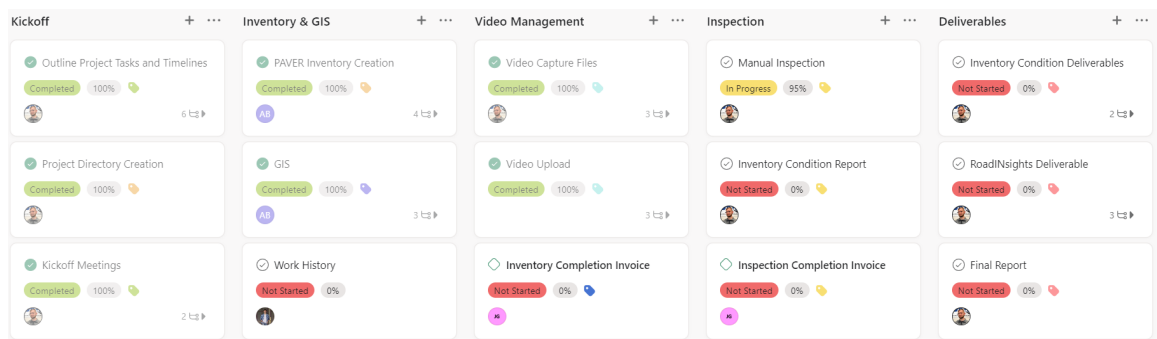 Kickoff
Outline Project Tasks and Timelines
Completed 100%
6
Project Directory Creation
Completed 100%
Kickoff Meetings
Completed 100%
2
Inventory & GIS
PAVER Inventory Creation
Completed 100%
AB 4
GIS
Completed 100%
AB 3
Work History
Not Started 0%
Video Management
Video Capture Files
Completed 100%
3
Video Upload
Completed 100%
3
Inventory Completion Invoice
Not Started 0%
Inspection
Manual Inspection
In Progress 95%
Inventory Condition Report
Not Started 0%
Inspection Completion Invoice
Not Started 0%
Deliverables
Inventory Condition Deliverables
Not Started 0%
2
RoadINsights Deliverable
Not Started 0%
3
Final Report
Not Started 0%